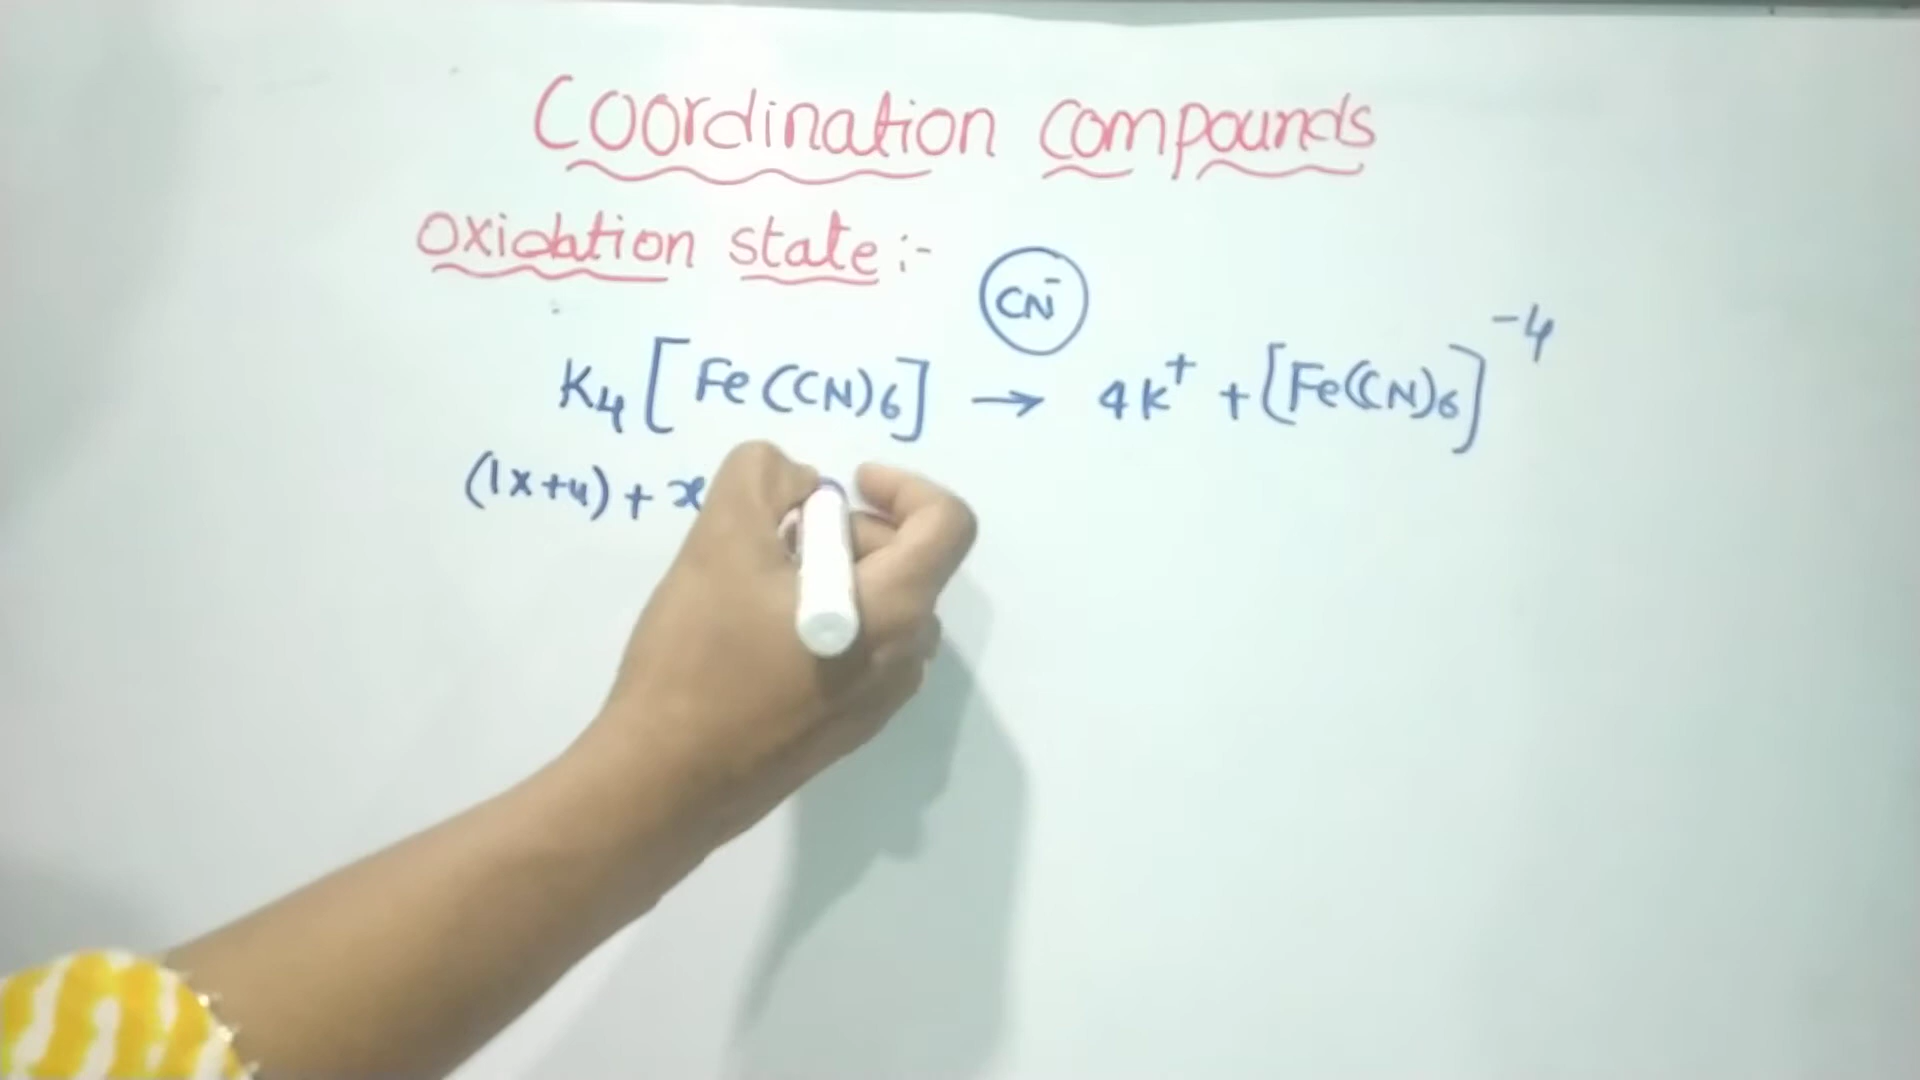 Coordination compounds
Oxidation state :-
CN⁻
K₄[Fe(CN)₆] → 4K⁺ + [Fe(CN)₆]⁻⁴
(1x+4) + x